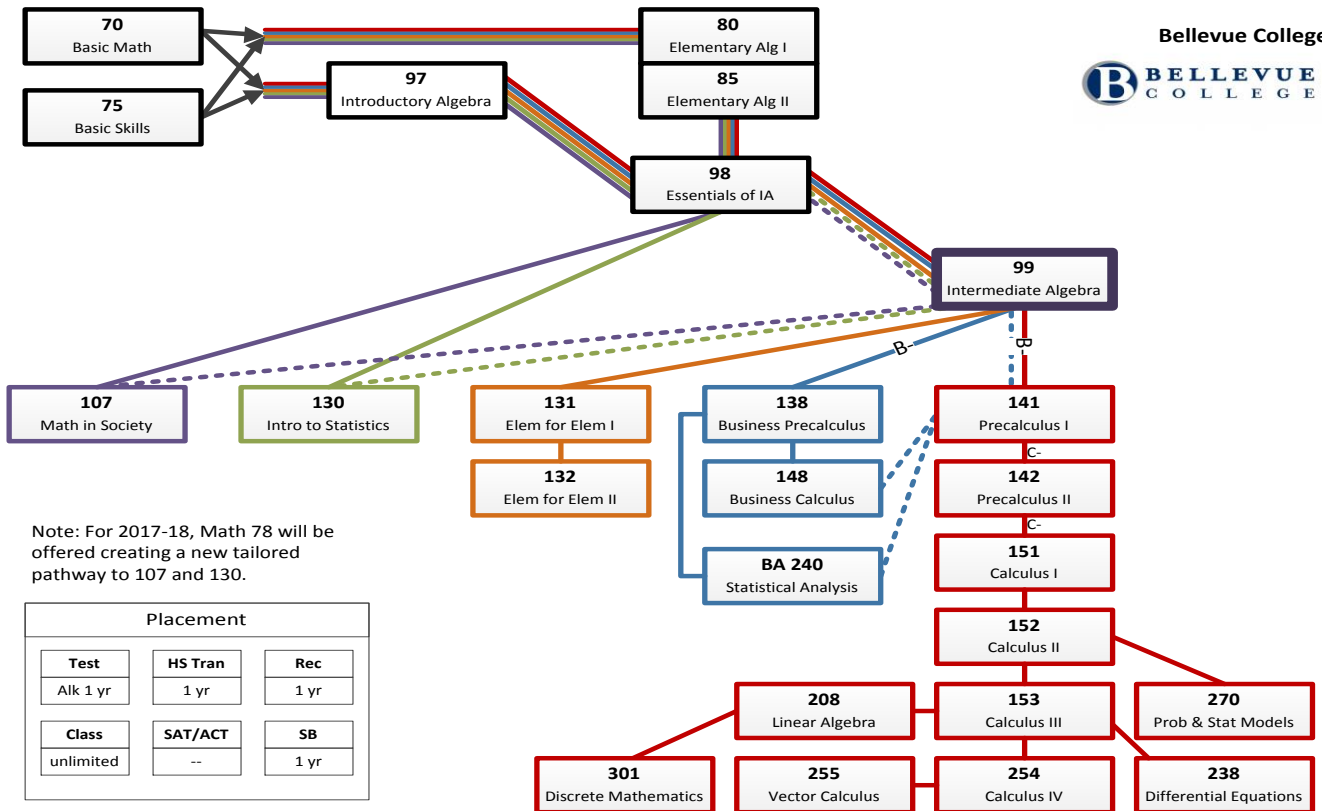 70
Basic Math
80
Elementary Alg I
Bellevue College
BELLEVUE
COLLEGE
B
97
Introductory Algebra
85
Elementary Alg II
75
Basic Skills
98
Essentials of IA
99
Intermediate Algebra
B-
B-
107
Math in Society
130
Intro to Statistics
131
Elem for Elem I
138
Business Precalculus
141
Precalculus I
C-
132
Elem for Elem II
148
Business Calculus
142
Precalculus II
C-
Note: For 2017-18, Math 78 will be
offered creating a new tailored
pathway to 107 and 130.
BA 240
Statistical Analysis
151
Calculus I
152
Calculus II
208
Linear Algebra
153
Calculus III
270
Prob & Stat Models
301
Discrete Mathematics
255
Vector Calculus
254
Calculus IV
238
Differential Equations
Placement
Test
Alk 1 yr
HS Tran
1 yr
Rec
1 yr
Class
unlimited
SAT/ACT
--
SB
1 yr